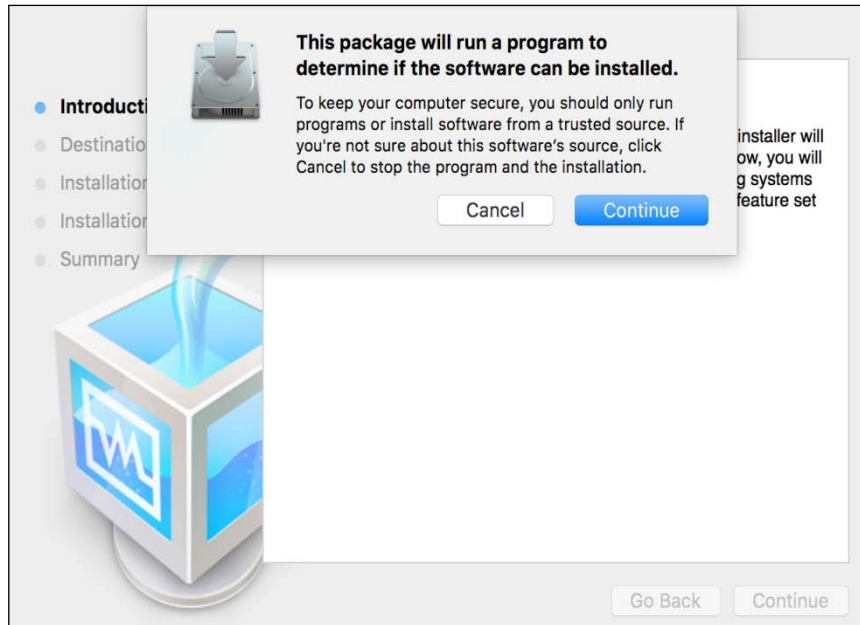 This package will run a program to
determine if the software can be installed.
To keep your computer secure, you should only run
programs or install software from a trusted source. If
you're not sure about this software's source, click
Cancel to stop the program and the installation.
Cancel Continue
Introducti
Destinatio
Installation
Installation
Summary
installer will
ow, you will
g systems
feature set
Go Back Continue